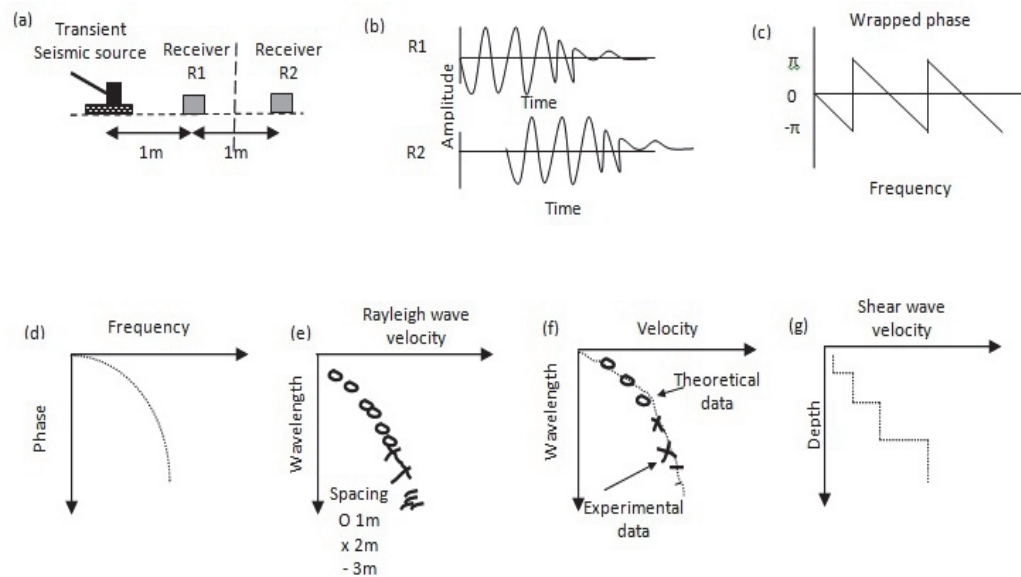 (a)
Transient
Seismic source
Receiver
R1
Receiver
R2
1m
1m
(b)
R1
R2
Amplitude
Time
Time
(c)
Wrapped phase
π
0
-π
Frequency
(d)
Frequency
Phase
(e)
Rayleigh wave
velocity
Wavelength
Spacing
O 1m
x 2m
- 3m
(f)
Velocity
Wavelength
Theoretical
data
Experimental
data
(g)
Shear wave
velocity
Depth